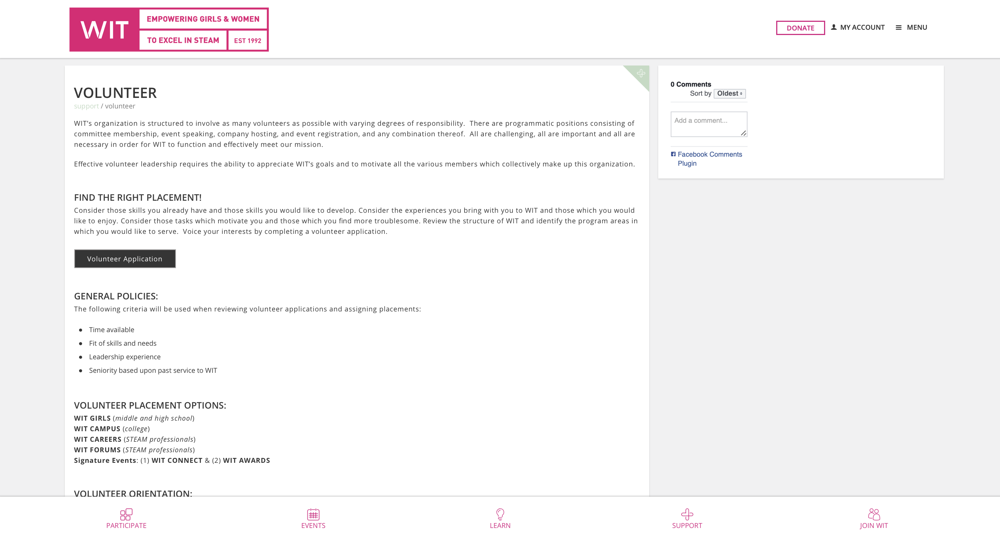 WIT
EMPOWERING GIRLS & WOMEN
TO EXCEL IN STEAM
EST 1992
DONATE
MY ACCOUNT
MENU
VOLUNTEER
support / volunteer
WIT’s organization is structured to involve as many volunteers as possible with varying degrees of responsibility.  There are programmatic positions consisting of
committee membership, event speaking, company hosting, and event registration, and any combination thereof.  All are challenging, all are important and all are
necessary in order for WIT to function and effectively meet our mission.
Effective volunteer leadership requires the ability to appreciate WIT’s goals and to motivate all the various members which collectively make up this organization.
FIND THE RIGHT PLACEMENT!
Consider those skills you already have and those skills you would like to develop. Consider the experiences you bring with you to WIT and those which you would
like to enjoy. Consider those tasks which motivate you and those which you find more troublesome. Review the structure of WIT and identify the program areas in
which you would like to serve.  Voice your interests by completing a volunteer application.
Volunteer Application
GENERAL POLICIES:
The following criteria will be used when reviewing volunteer applications and assigning placements:
● Time available
● Fit of skills and needs
● Leadership experience
● Seniority based upon past service to WIT
VOLUNTEER PLACEMENT OPTIONS:
WIT GIRLS (middle and high school)
WIT CAMPUS (college)
WIT CAREERS (STEAM professionals)
WIT FORUMS (STEAM professionals)
Signature Events: (1) WIT CONNECT & (2) WIT AWARDS
VOLUNTEER ORIENTATION:
0 Comments
Sort by Oldest
Add a comment...
Facebook Comments
Plugin
PARTICIPATE
EVENTS
LEARN
SUPPORT
JOIN WIT